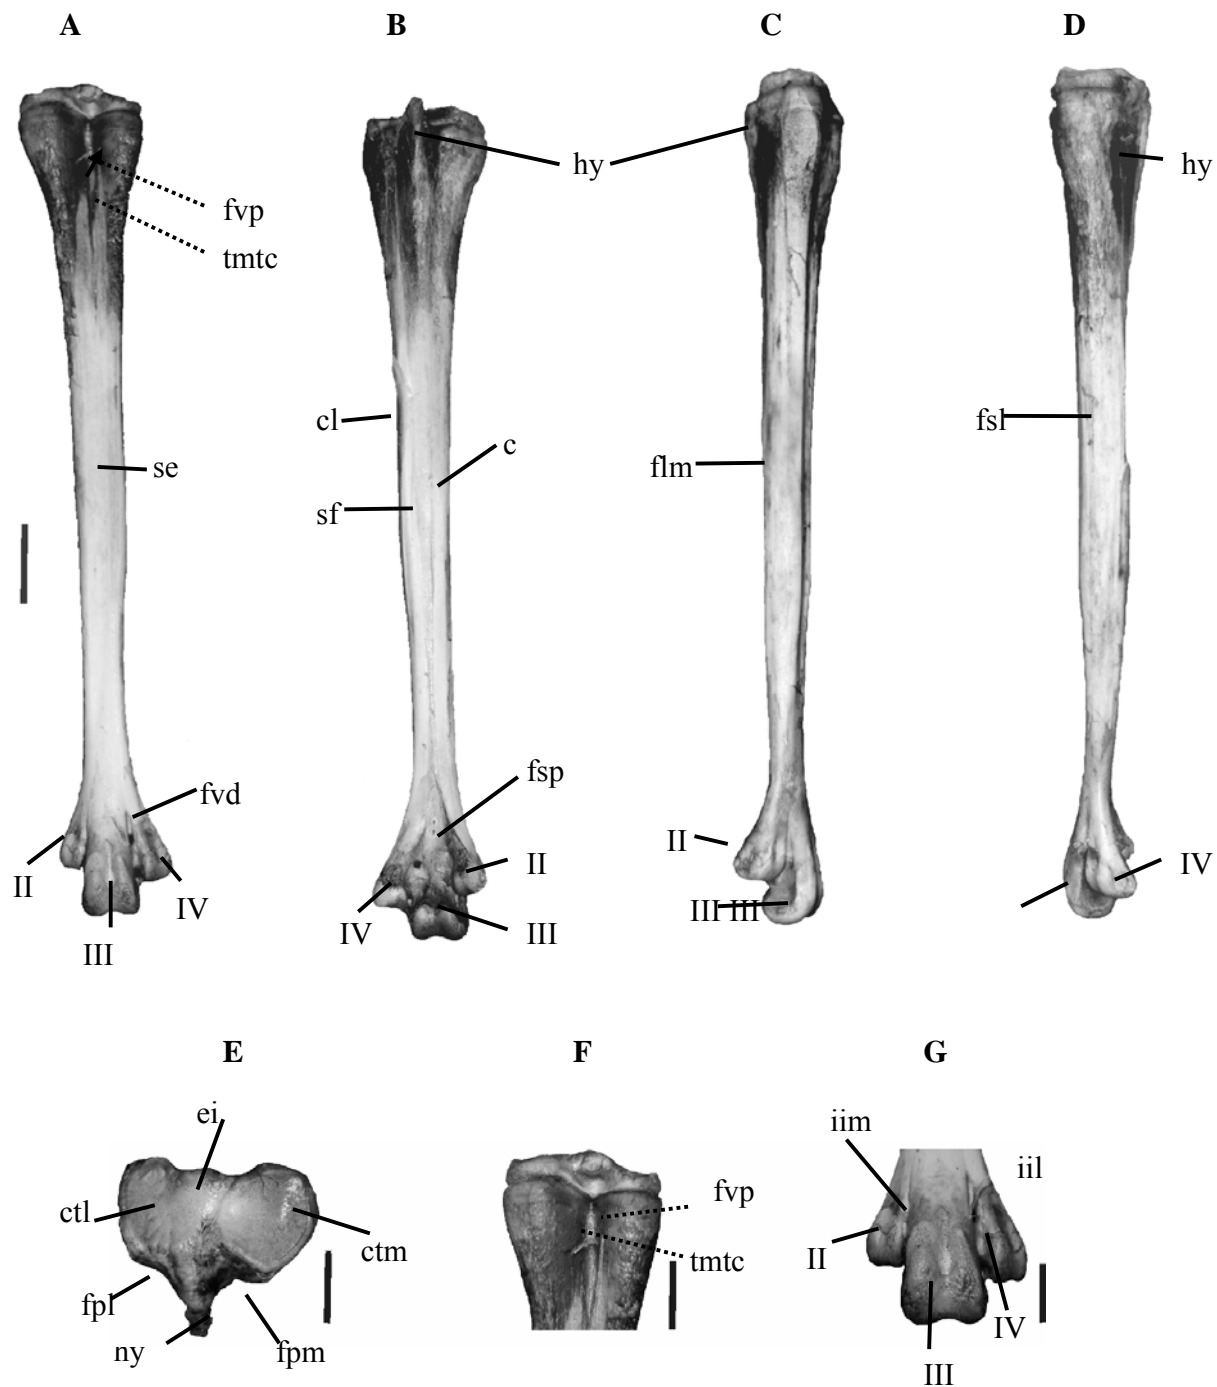 A B C D
hy hy
fvp
tmtc
cl
c
fsl
se
flm
sf
fsp
fvd
II
II
II
IV
IV
IV
III III
III
III
E F G
ei
iim
iil
fvp
ctl
ctm
tmtc
II
fpl
IV
ny
fpm
III